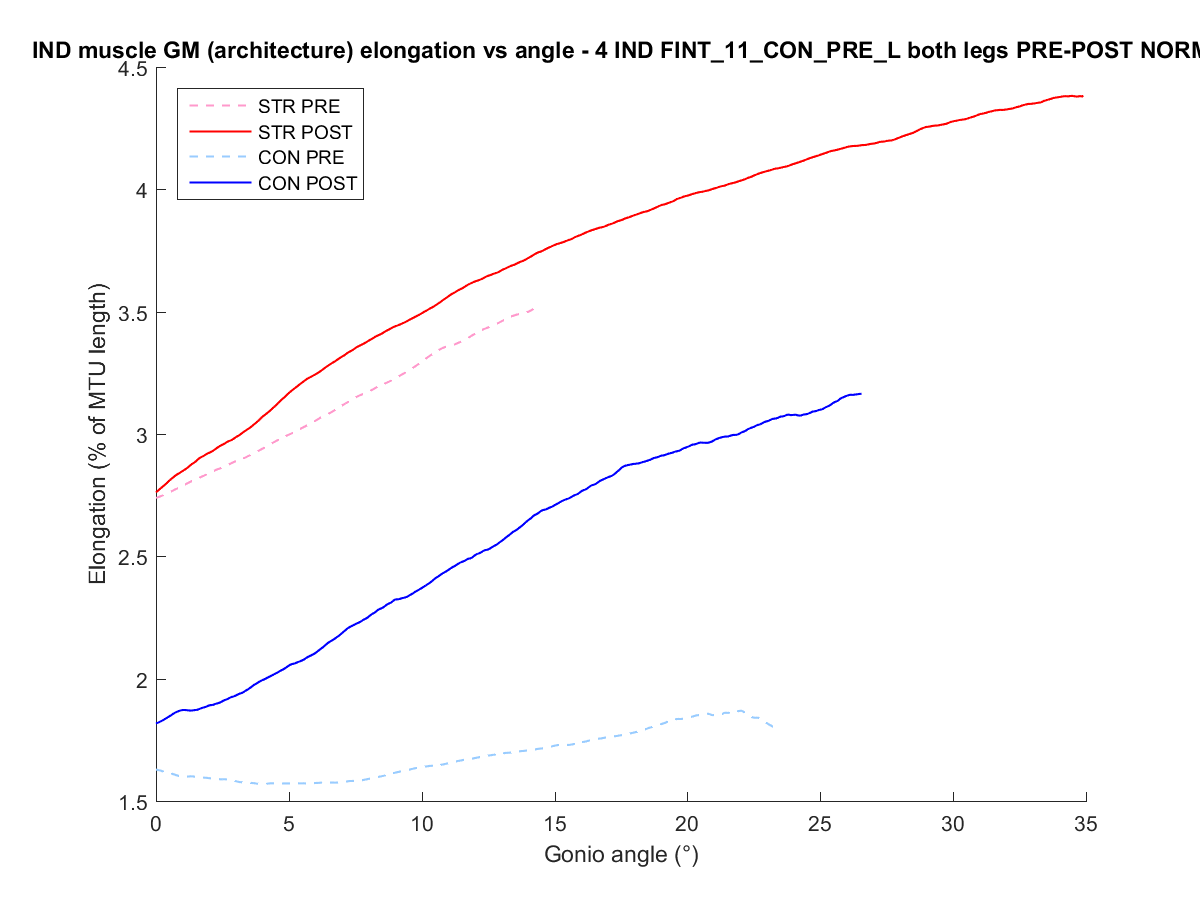 IND muscle GM (architecture) elongation vs angle - 4 IND FINT_11_CON_PRE_L both legs PRE-POST NORM
4.5
4
3.5
3
2.5
2
1.5
STR PRE
STR POST
CON PRE
CON POST
Elongation (% of MTU length)
0 5 10 15 20 25 30 35
Gonio angle (°)